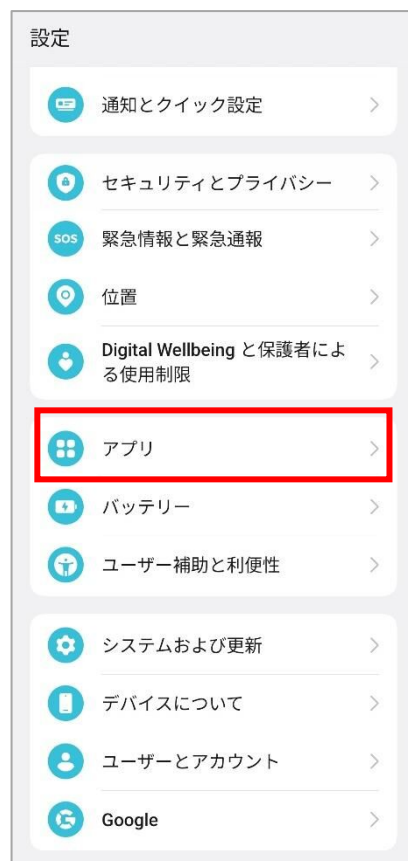 設定
通知とクイック設定
セキュリティとプライバシー
SOS
緊急情報と緊急通報
位置
Digital Wellbeing と保護者によ
る使用制限
アプリ
バッテリー
ユーザー補助と利便性
システムおよび更新
デバイスについて
ユーザーとアカウント
G
Google